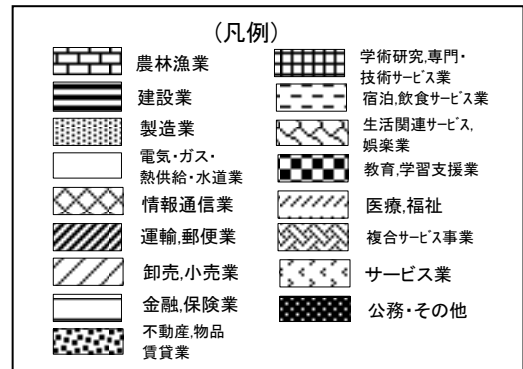 (凡例)
農林漁業
建設業
製造業
電気・ガス・
熱供給・水道業
情報通信業
運輸,郵便業
卸売,小売業
金融,保険業
不動産,物品
賃貸業
学術研究,専門・
技術サービス業
宿泊,飲食サービス業
生活関連サービス,
娯楽業
教育,学習支援業
医療,福祉
複合サービス事業
サービス業
公務・その他